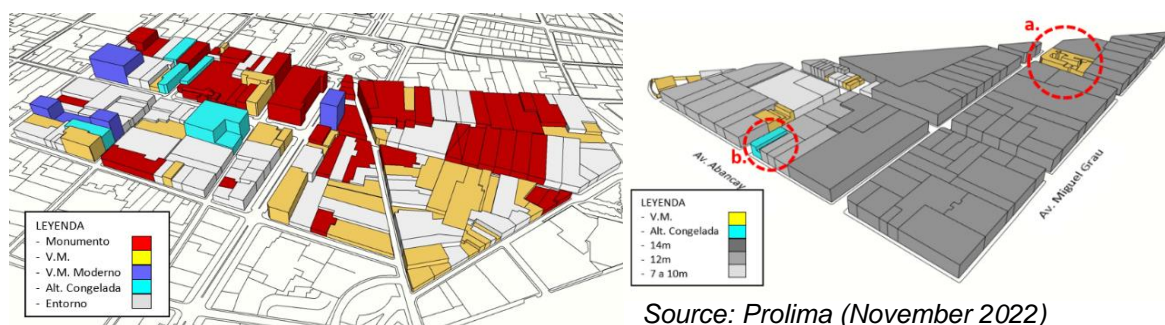 LEYENDA
- Monumento
- V.M.
- V.M. Moderno
- Alt. Congelada
- Entorno
a.
b.
Av. Abancay
Av. Miguel Grau
LEYENDA
- V.M.
- Alt. Congelada
- 14m
- 12m
- 7 a 10m
Source: Prolima (November 2022)